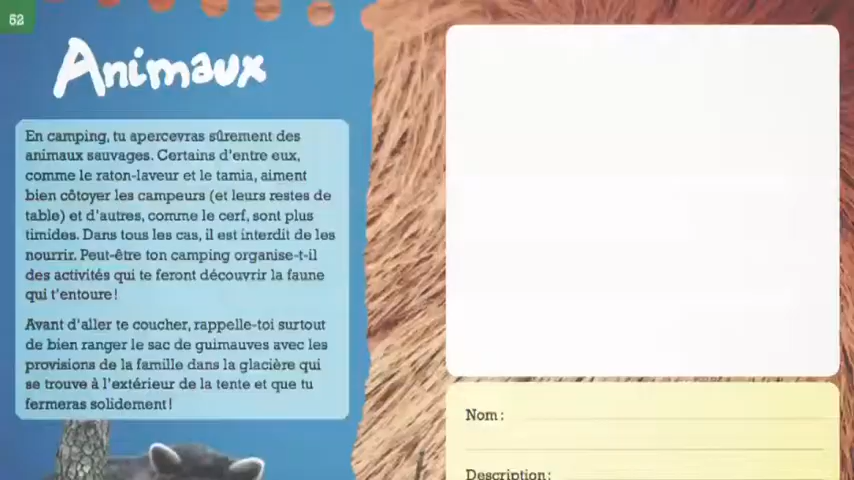 52
Animaux
En camping, tu apercevras sûrement des
animaux sauvages. Certains d'entre eux,
comme le raton-laveur et le tamia, aiment
bien côtoyer les campeurs (et leurs restes de
table) et d'autres, comme le cerf, sont plus
timides. Dans tous les cas, il est interdit de les
nourrir. Peut-être ton camping organise-t-il
des activités qui te feront découvrir la faune
qui t'entoure !
Avant d'aller te coucher, rappelle-toi surtout
de bien ranger le sac de guimauves avec les
provisions de la famille dans la glacière qui
se trouve à l'extérieur de la tente et que tu
fermeras solidement !
Nom :
Description :